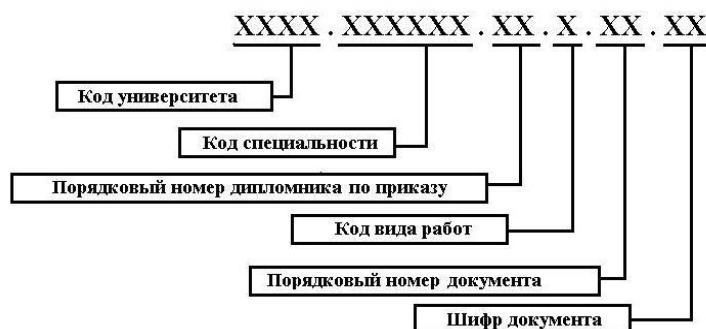 XXXX . XXXXXX . XX . X . XX . XX
Код университета
Код специальности
Порядковый номер дипломника по приказу
Код вида работ
Порядковый номер документа
Шифр документа